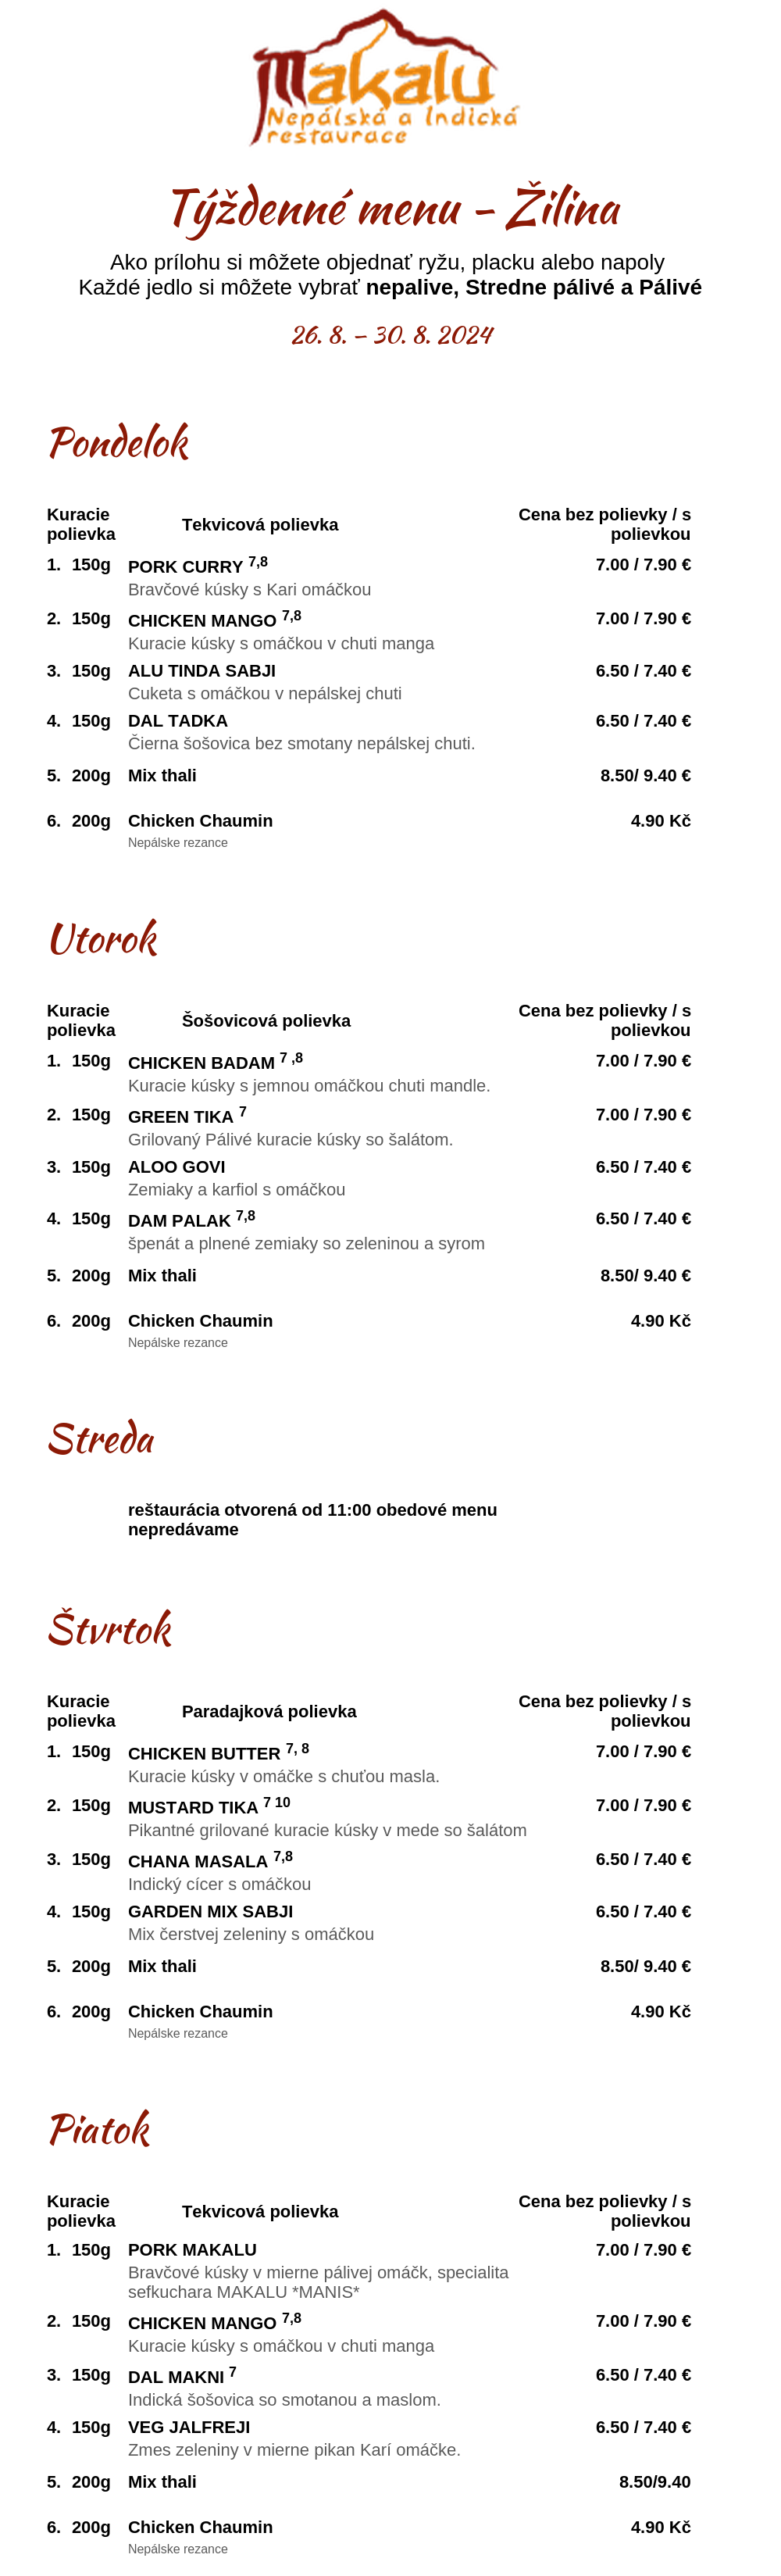 Makalu
Nepálská a Indická
restaurace
Týždenné menu - Žilina
Ako prílohu si môžete objednať ryžu, placku alebo napoly
Každé jedlo si môžete vybrať nepalive, Stredne pálivé a Pálivé
26. 8. – 30. 8. 2024
Pondelok
Kuracie polievka Tekvicová polievka Cena bez polievky / s polievkou
1. 150g PORK CURRY 7,8 7.00 / 7.90 €
Bravčové kúsky s Kari omáčkou
2. 150g CHICKEN MANGO 7,8 7.00 / 7.90 €
Kuracie kúsky s omáčkou v chuti manga
3. 150g ALU TINDA SABJI 6.50 / 7.40 €
Cuketa s omáčkou v nepálskej chuti
4. 150g DAL TADKA 6.50 / 7.40 €
Čierna šošovica bez smotany nepálskej chuti.
5. 200g Mix thali 8.50/ 9.40 €
6. 200g Chicken Chaumin 4.90 Kč
Nepálske rezance
Utorok
Kuracie polievka Šošovicová polievka Cena bez polievky / s polievkou
1. 150g CHICKEN BADAM 7 ,8 7.00 / 7.90 €
Kuracie kúsky s jemnou omáčkou chuti mandle.
2. 150g GREEN TIKA 7 7.00 / 7.90 €
Grilovaný Pálivé kuracie kúsky so šalátom.
3. 150g ALOO GOVI 6.50 / 7.40 €
Zemiaky a karfiol s omáčkou
4. 150g DAM PALAK 7,8 6.50 / 7.40 €
špenát a plnené zemiaky so zeleninou a syrom
5. 200g Mix thali 8.50/ 9.40 €
6. 200g Chicken Chaumin 4.90 Kč
Nepálske rezance
Streda
reštaurácia otvorená od 11:00 obedové menu
nepredávame
Štvrtok
Kuracie polievka Paradajková polievka Cena bez polievky / s polievkou
1. 150g CHICKEN BUTTER 7, 8 7.00 / 7.90 €
Kuracie kúsky v omáčke s chuťou masla.
2. 150g MUSTARD TIKA 7 10 7.00 / 7.90 €
Pikantné grilované kuracie kúsky v mede so šalátom
3. 150g CHANA MASALA 7,8 6.50 / 7.40 €
Indický cícer s omáčkou
4. 150g GARDEN MIX SABJI 6.50 / 7.40 €
Mix čerstvej zeleniny s omáčkou
5. 200g Mix thali 8.50/ 9.40 €
6. 200g Chicken Chaumin 4.90 Kč
Nepálske rezance
Piatok
Kuracie polievka Tekvicová polievka Cena bez polievky / s polievkou
1. 150g PORK MAKALU 7.00 / 7.90 €
Bravčové kúsky v mierne pálivej omáčk, specialita
sefkuchara MAKALU *MANIS*
2. 150g CHICKEN MANGO 7,8 7.00 / 7.90 €
Kuracie kúsky s omáčkou v chuti manga
3. 150g DAL MAKNI 7 6.50 / 7.40 €
Indická šošovica so smotanou a maslom.
4. 150g VEG JALFREJI 6.50 / 7.40 €
Zmes zeleniny v mierne pikan Karí omáčke.
5. 200g Mix thali 8.50/9.40
6. 200g Chicken Chaumin 4.90 Kč
Nepálske rezance